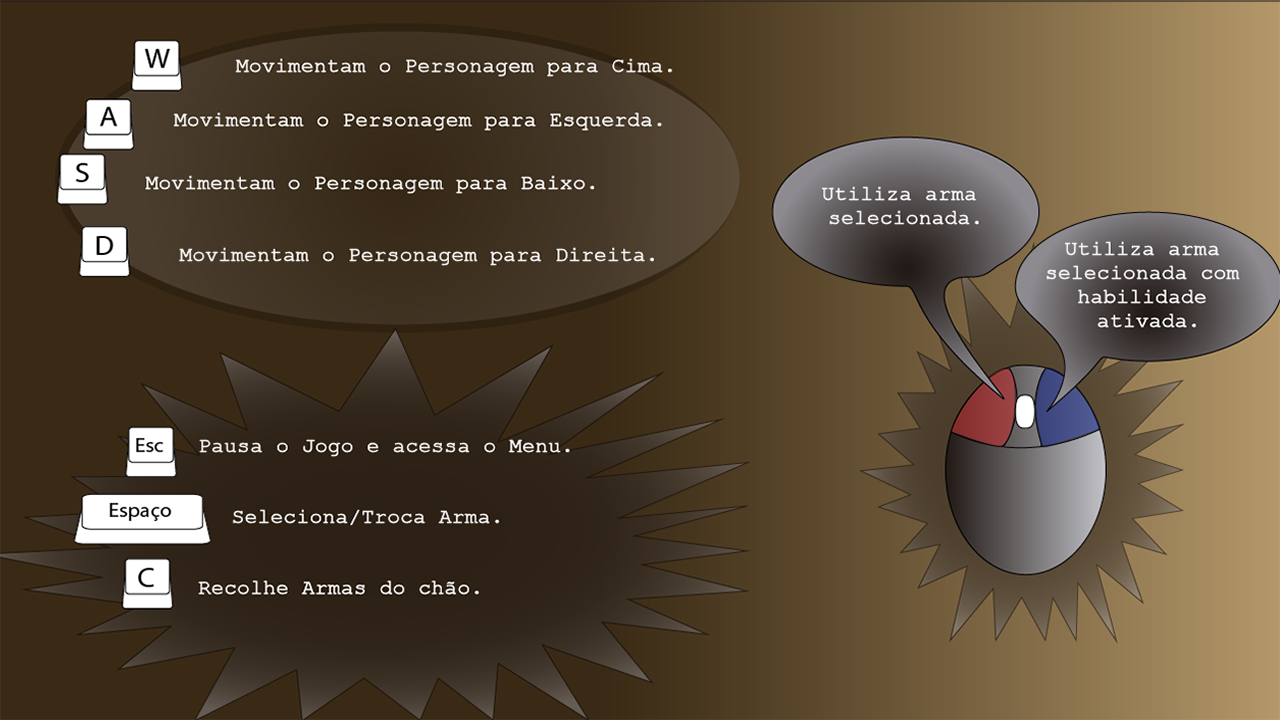 W Movimentam o Personagem para Cima.
A Movimentam o Personagem para Esquerda.
S Movimentam o Personagem para Baixo.
D Movimentam o Personagem para Direita.
Esc Pausa o Jogo e acessa o Menu.
Espaço Seleciona/Troca Arma.
C Recolhe Armas do chão.
Utiliza arma
selecionada.
Utiliza arma
selecionada com
habilidade
ativada.